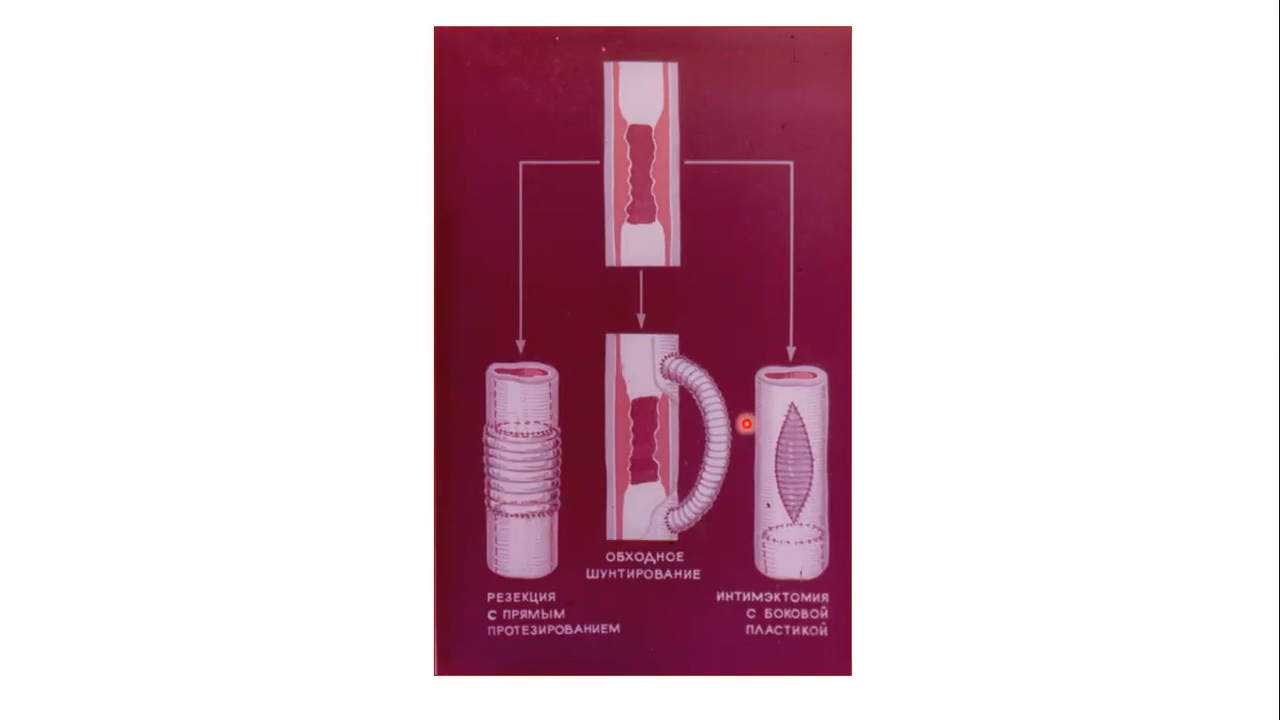 ОБХОДНОЕ
ШУНТИРОВАНИЕ
РЕЗЕКЦИЯ
С ПРЯМЫМ
ПРОТЕЗИРОВАНИЕМ
ИНТИМЭКТОМИЯ
С БОКОВОЙ
ПЛАСТИКОЙ